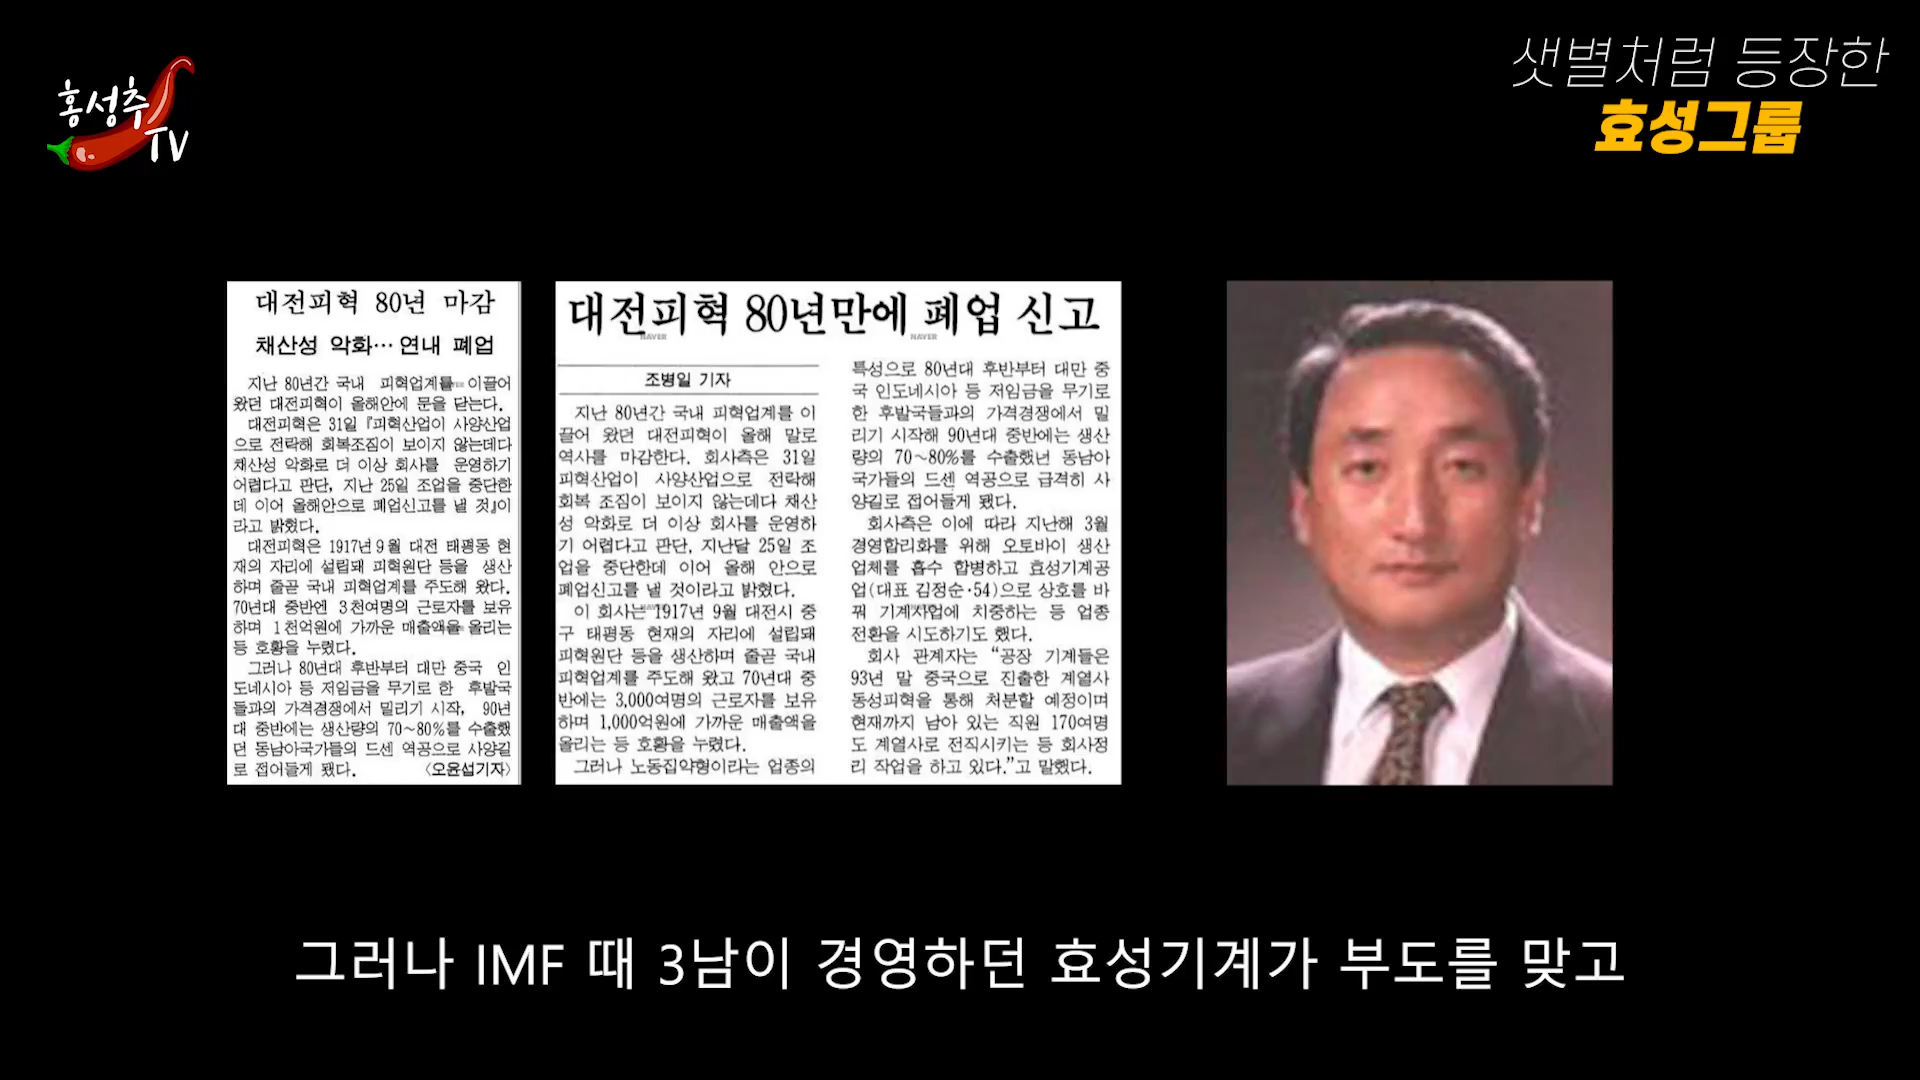 홍성추
TV
샛별처럼 등장한
효성그룹
대전피혁 80년 마감
채산성 악화… 연내 폐업
지난 80년간 국내 피혁업계를 이끌어
왔던 대전피혁이 올해안에 문을 닫는다.
대전피혁은 31일 『피혁산업이 사양산업
으로 전락해 회복조짐이 보이지 않는데다
채산성 악화로 더 이상 회사를 운영하기
어렵다고 판단, 지난 25일 조업을 중단한
데 이어 올해안으로 폐업신고를 낼 것』이
라고 밝혔다.
대전피혁은 1917년 9월 대전 태평동 현
재의 자리에 설립돼 피혁원단 등을 생산
하며 줄곧 국내 피혁업계를 주도해 왔다.
70년대 중반엔 3천여명의 근로자를 보유
하며 1천억원에 가까운 매출액을 올리는
등 호황을 누렸다.
그러나 80년대 후반부터 대만 중국 인
도네시아 등 저임금을 무기로 한 후발국
들과의 가격경쟁에서 밀리기 시작, 90년
대 중반에는 생산량의 70~80%를 수출했
던 동남아국가들의 드센 역공으로 사양길
로 접어들게 됐다. 〈오윤섭기자〉
대전피혁 80년만에 폐업 신고
NAVER NAVER
조병일 기자
지난 80년간 국내 피혁업계를 이
끌어 왔던 대전피혁이 올해 말로
역사를 마감한다. 회사측은 31일
피혁산업이 사양산업으로 전락해
회복 조짐이 보이지 않는데다 채산
성 악화로 더 이상 회사를 운영하
기 어렵다고 판단, 지난달 25일 조
업을 중단한데 이어 올해 안으로
폐업신고를 낼 것이라고 밝혔다.
이 회사는 1917년 9월 대전시 중
구 태평동 현재의 자리에 설립돼
피혁원단 등을 생산하며 줄곧 국내
피혁업계를 주도해 왔고 70년대 중
반에는 3,000여명의 근로자를 보유
하며 1,000억원에 가까운 매출액을
올리는 등 호황을 누렸다.
그러나 노동집약형이라는 업종의
특성으로 80년대 후반부터 대만 중
국 인도네시아 등 저임금을 무기로
한 후발국들과의 가격경쟁에서 밀
리기 시작해 90년대 중반에는 생산
량의 70~80%를 수출했던 동남아
국가들의 드센 역공으로 급격히 사
양길로 접어들게 됐다.
회사측은 이에 따라 지난해 3월
경영합리화를 위해 오토바이 생산
업체를 흡수 합병하고 효성기계공
업(대표 김정순·54)으로 상호를 바
꿔 기계사업에 치중하는 등 업종
전환을 시도하기도 했다.
회사 관계자는 “공장 기계들은
93년 말 중국으로 진출한 계열사
동성피혁을 통해 처분할 예정이며
현재까지 남아 있는 직원 170여명
도 계열사로 전직시키는 등 회사정
리 작업을 하고 있다.”고 말했다.
그러나 IMF 때 3남이 경영하던 효성기계가 부도를 맞고